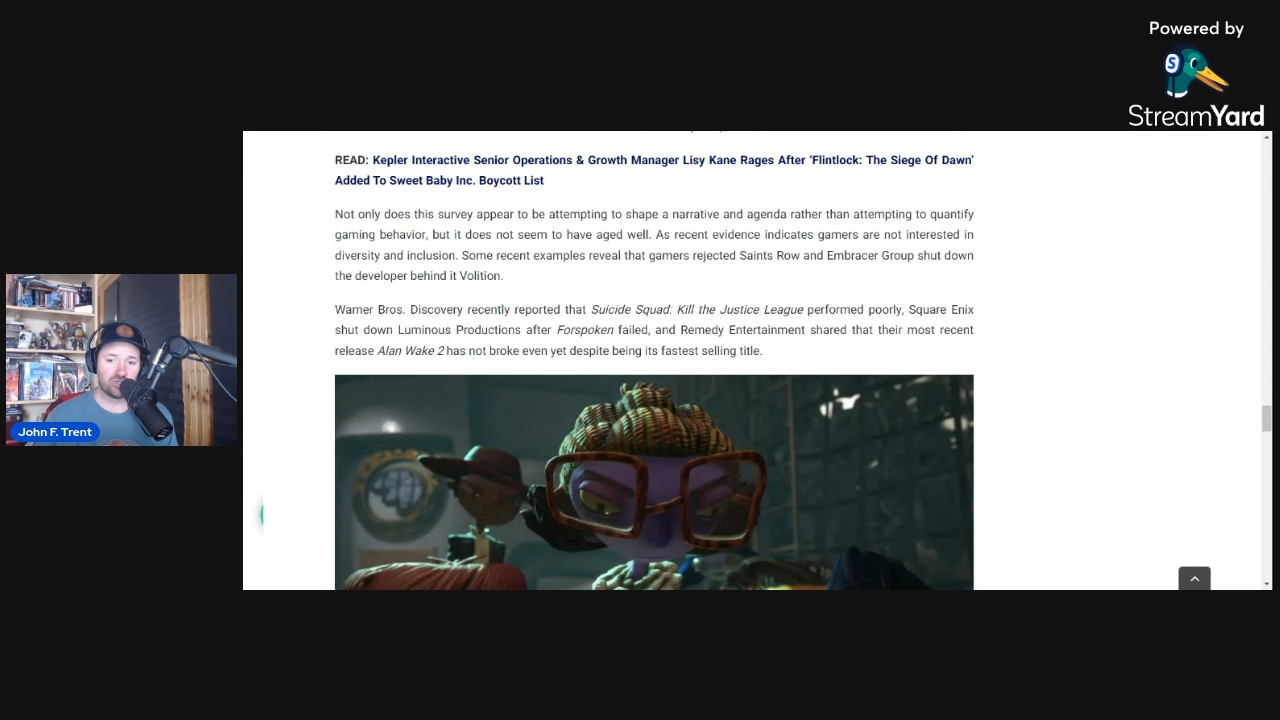 Powered by
S
StreamYard
READ: Kepler Interactive Senior Operations & Growth Manager Lisy Kane Rages After ‘Flintlock: The Siege Of Dawn’
Added To Sweet Baby Inc. Boycott List
Not only does this survey appear to be attempting to shape a narrative and agenda rather than attempting to quantify
gaming behavior, but it does not seem to have aged well. As recent evidence indicates gamers are not interested in
diversity and inclusion. Some recent examples reveal that gamers rejected Saints Row and Embracer Group shut down
the developer behind it Volition.
Warner Bros. Discovery recently reported that Suicide Squad: Kill the Justice League performed poorly, Square Enix
shut down Luminous Productions after Forspoken failed, and Remedy Entertainment shared that their most recent
release Alan Wake 2 has not broke even yet despite being its fastest selling title.
John F. Trent